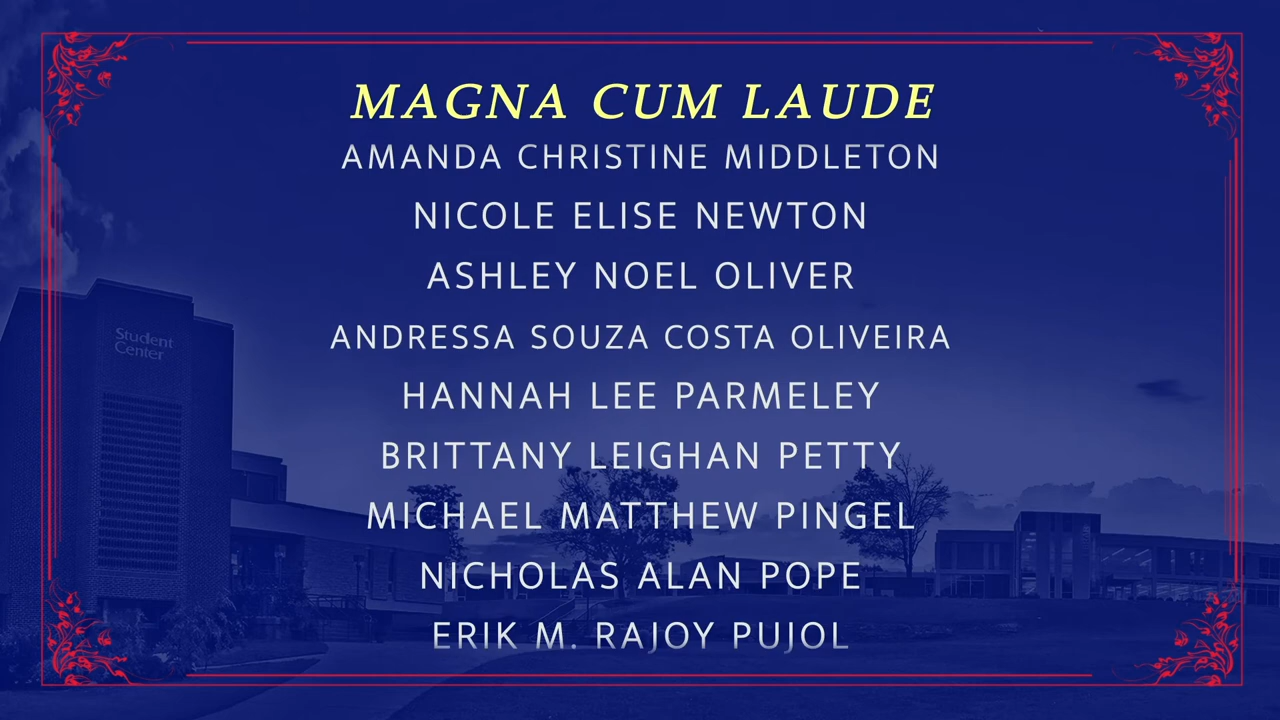 MAGNA CUM LAUDE
AMANDA CHRISTINE MIDDLETON
NICOLE ELISE NEWTON
ASHLEY NOEL OLIVER
ANDRESSA SOUZA COSTA OLIVEIRA
HANNAH LEE PARMELEY
BRITTANY LEIGHAN PETTY
MICHAEL MATTHEW PINGEL
NICHOLAS ALAN POPE
ERIK M. RAJOY PUJOL
Student
Center